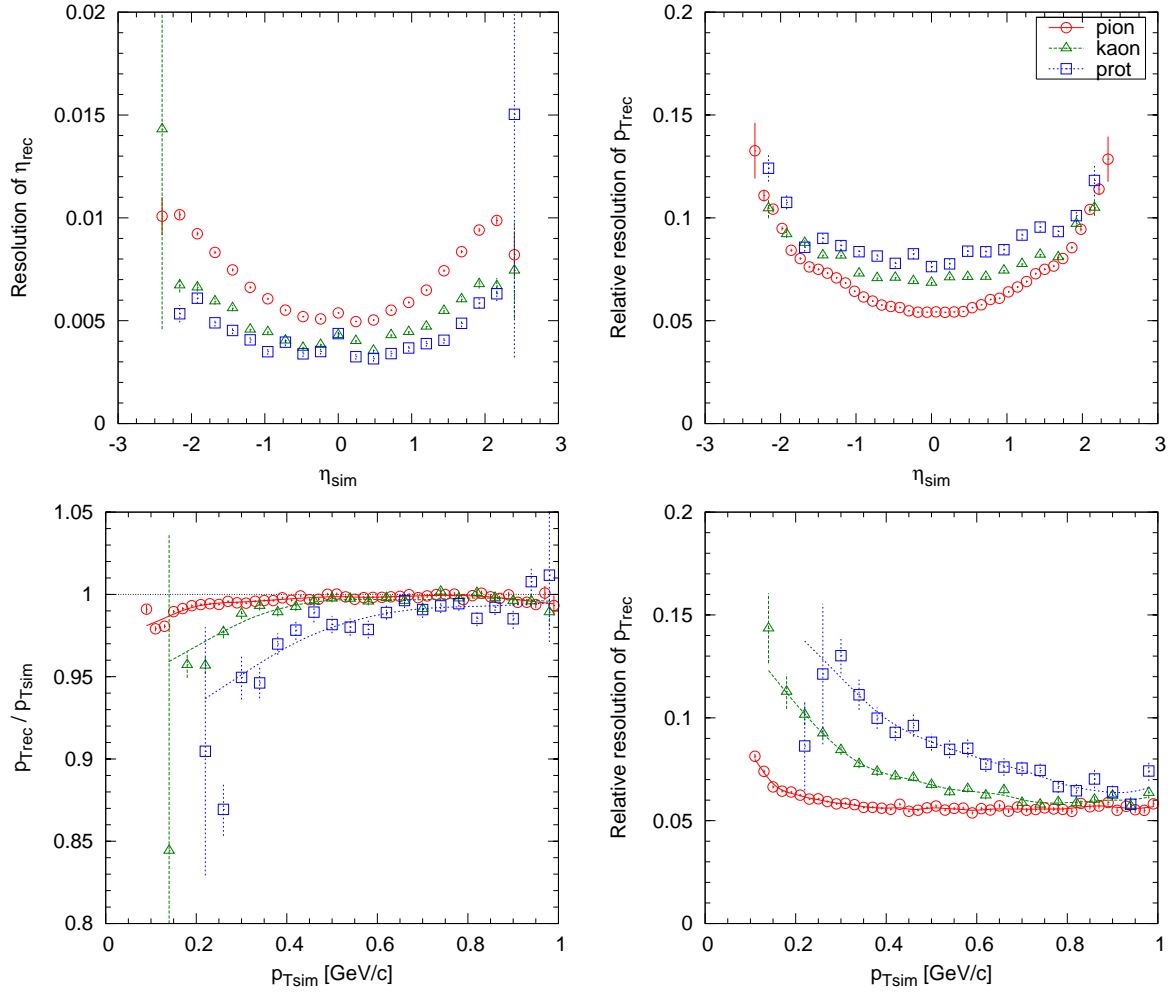 0.02
0.015
0.01
0.005
0
-3 -2 -1 0 1 2 3
Resolution of ηrec
ηsim
0.2
0.15
0.1
0.05
0
-3 -2 -1 0 1 2 3
Relative resolution of pTrec
ηsim
pion
kaon
prot
1.05
1
0.95
0.9
0.85
0.8
0 0.2 0.4 0.6 0.8 1
pTrec / pTsim
pTsim [GeV/c]
0.2
0.15
0.1
0.05
0
0 0.2 0.4 0.6 0.8 1
Relative resolution of pTrec
pTsim [GeV/c]